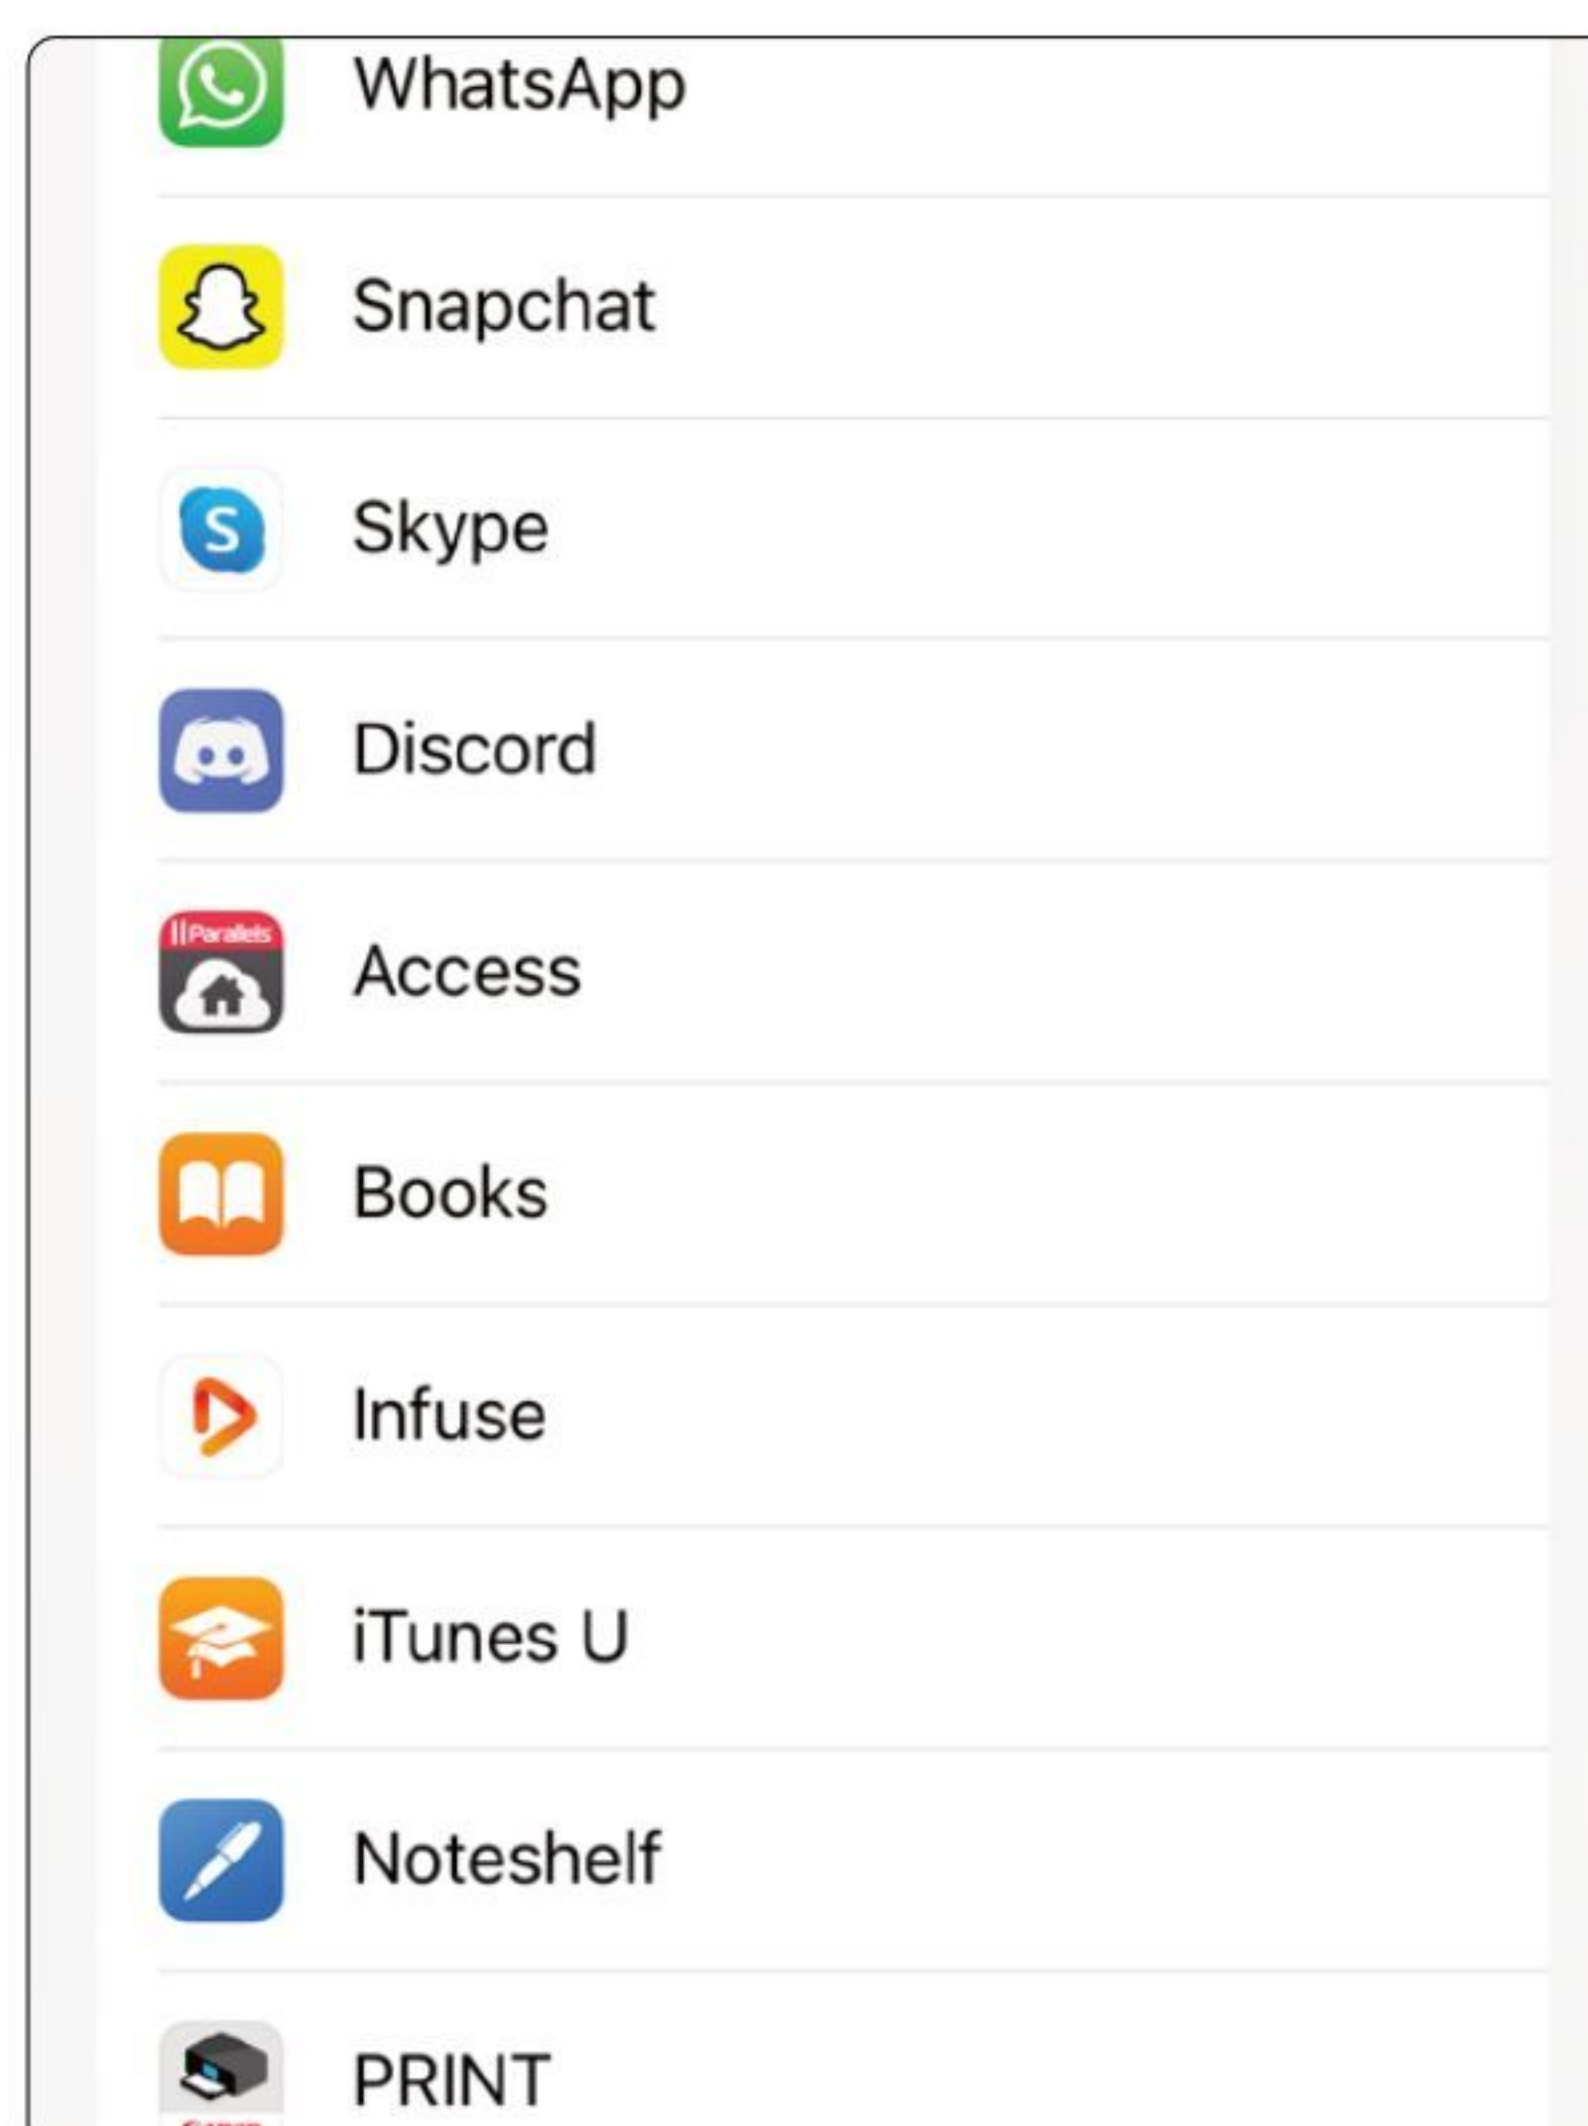 WhatsApp
Snapchat
S
Skype
Discord
Parallels
Access
Books
Infuse
iTunes U
Noteshelf
PRINT